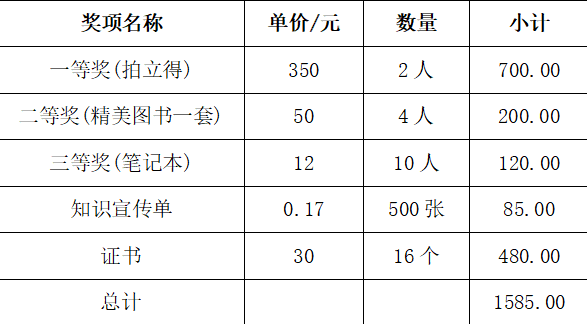 奖项名称 单价/元 数量 小计
一等奖(拍立得) 350 2人 700.00
二等奖(精美图书一套) 50 4人 200.00
三等奖(笔记本) 12 10人 120.00
知识宣传单 0.17 500张 85.00
证书 30 16个 480.00
总计 1585.00